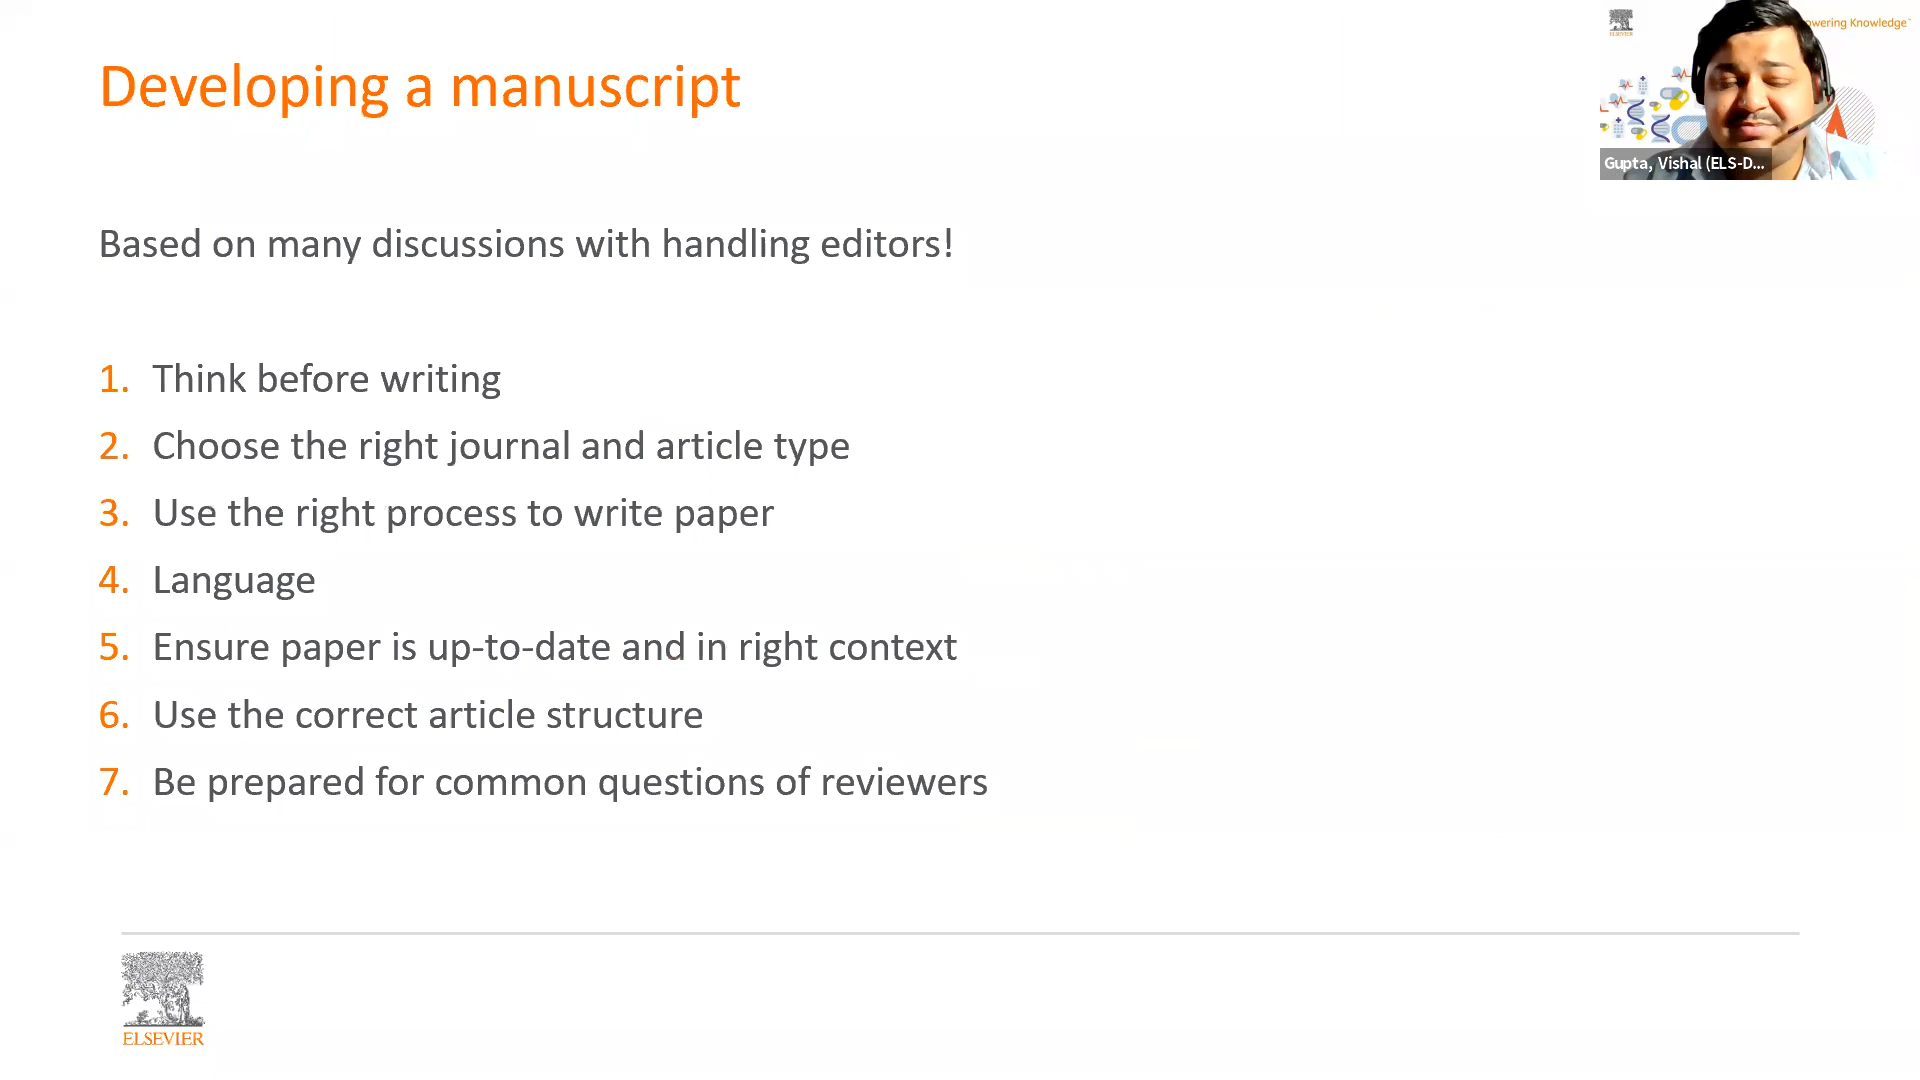 Developing a manuscript
ELSEVIER
owering Knowledge™
Gupta, Vishal (ELS-D...
Based on many discussions with handling editors!
1. Think before writing
2. Choose the right journal and article type
3. Use the right process to write paper
4. Language
5. Ensure paper is up-to-date and in right context
6. Use the correct article structure
7. Be prepared for common questions of reviewers
ELSEVIER